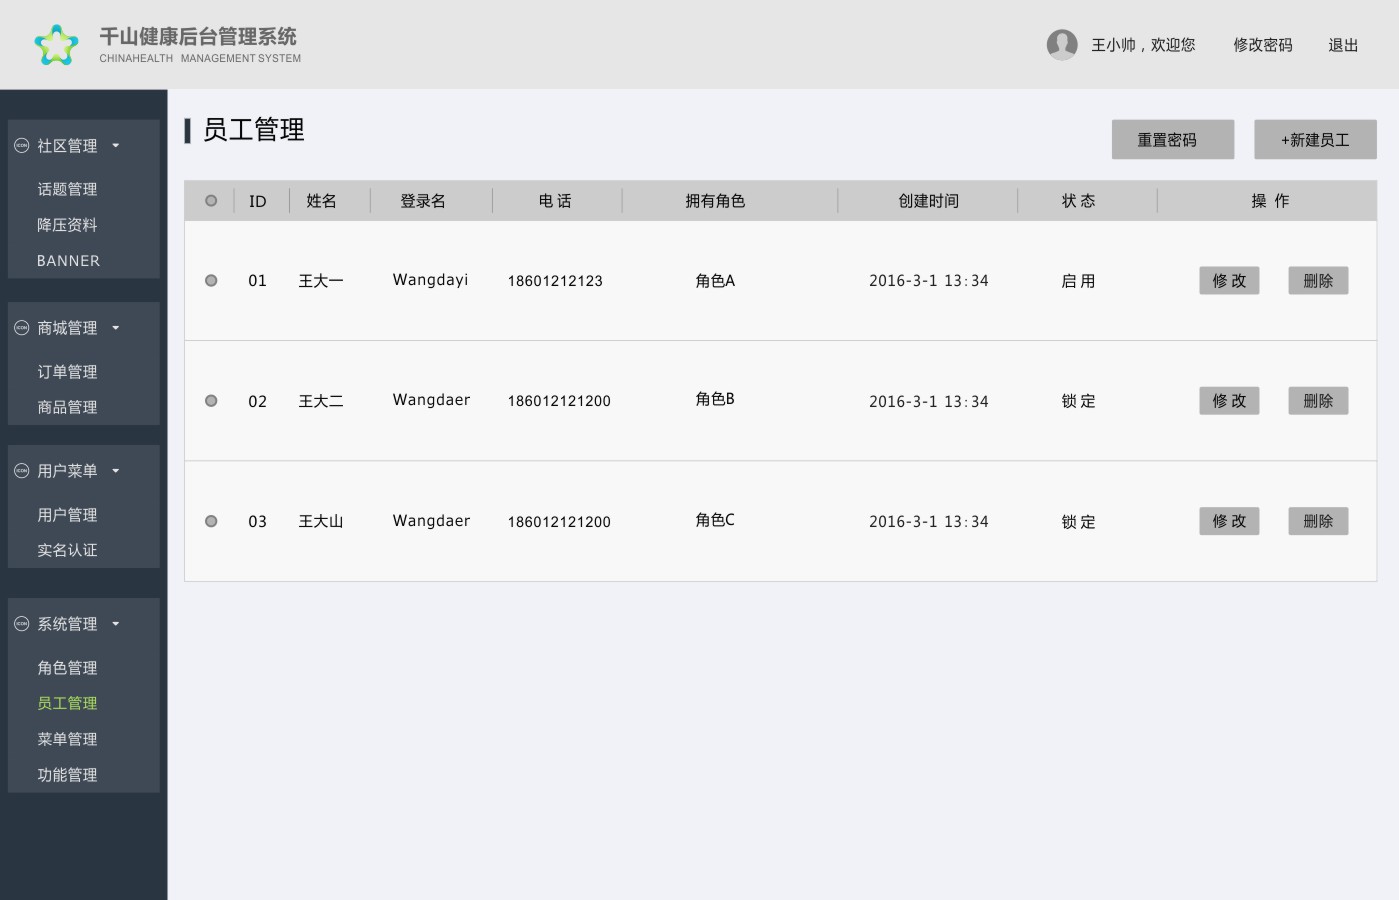 千山健康后台管理系统
CHINAHEALTH MANAGEMENT SYSTEM
王小帅，欢迎您 修改密码 退出
社区管理
话题管理
降压资料
BANNER
商城管理
订单管理
商品管理
用户菜单
用户管理
实名认证
系统管理
角色管理
员工管理
菜单管理
功能管理
员工管理
重置密码 +新建员工
ID 姓名 登录名 电 话 拥有角色 创建时间 状 态 操 作
01 王大一 Wangdayi 18601212123 角色A 2016-3-1 13:34 启 用 修 改 删除
02 王大二 Wangdaer 186012121200 角色B 2016-3-1 13:34 锁 定 修 改 删除
03 王大山 Wangdaer 186012121200 角色C 2016-3-1 13:34 锁 定 修 改 删除